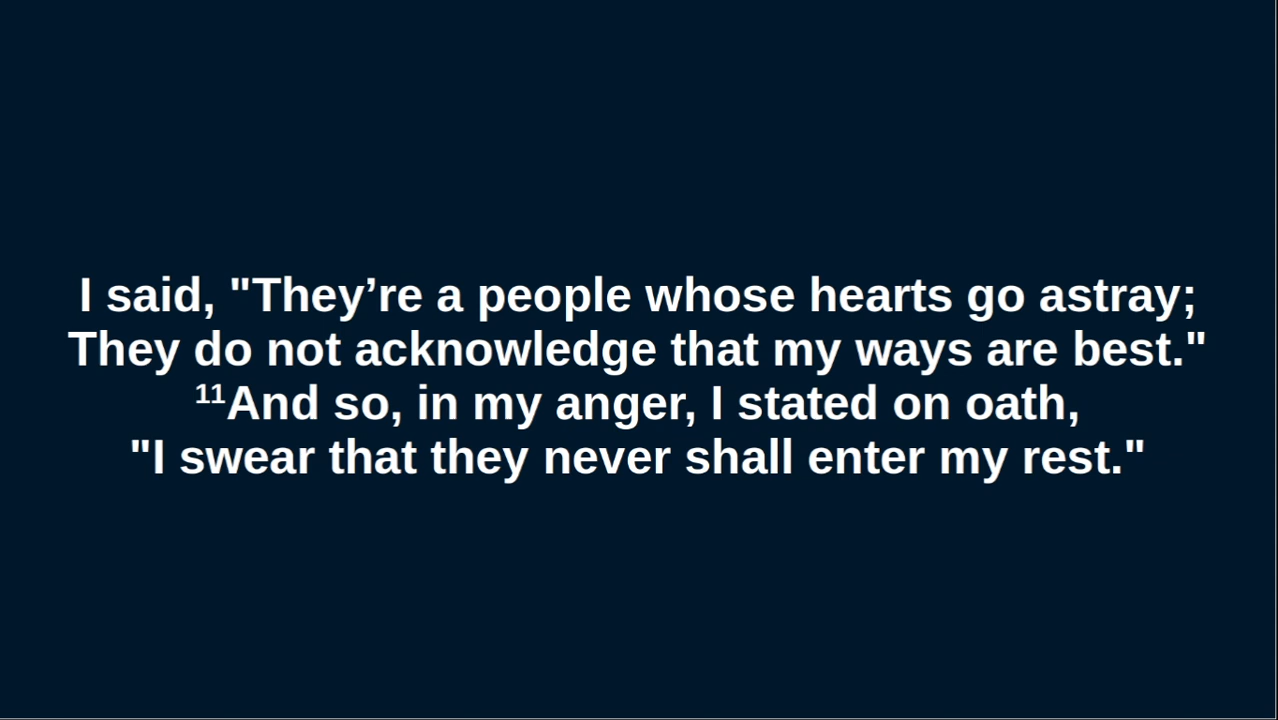 I said, "They’re a people whose hearts go astray;
They do not acknowledge that my ways are best."
¹¹And so, in my anger, I stated on oath,
"I swear that they never shall enter my rest."